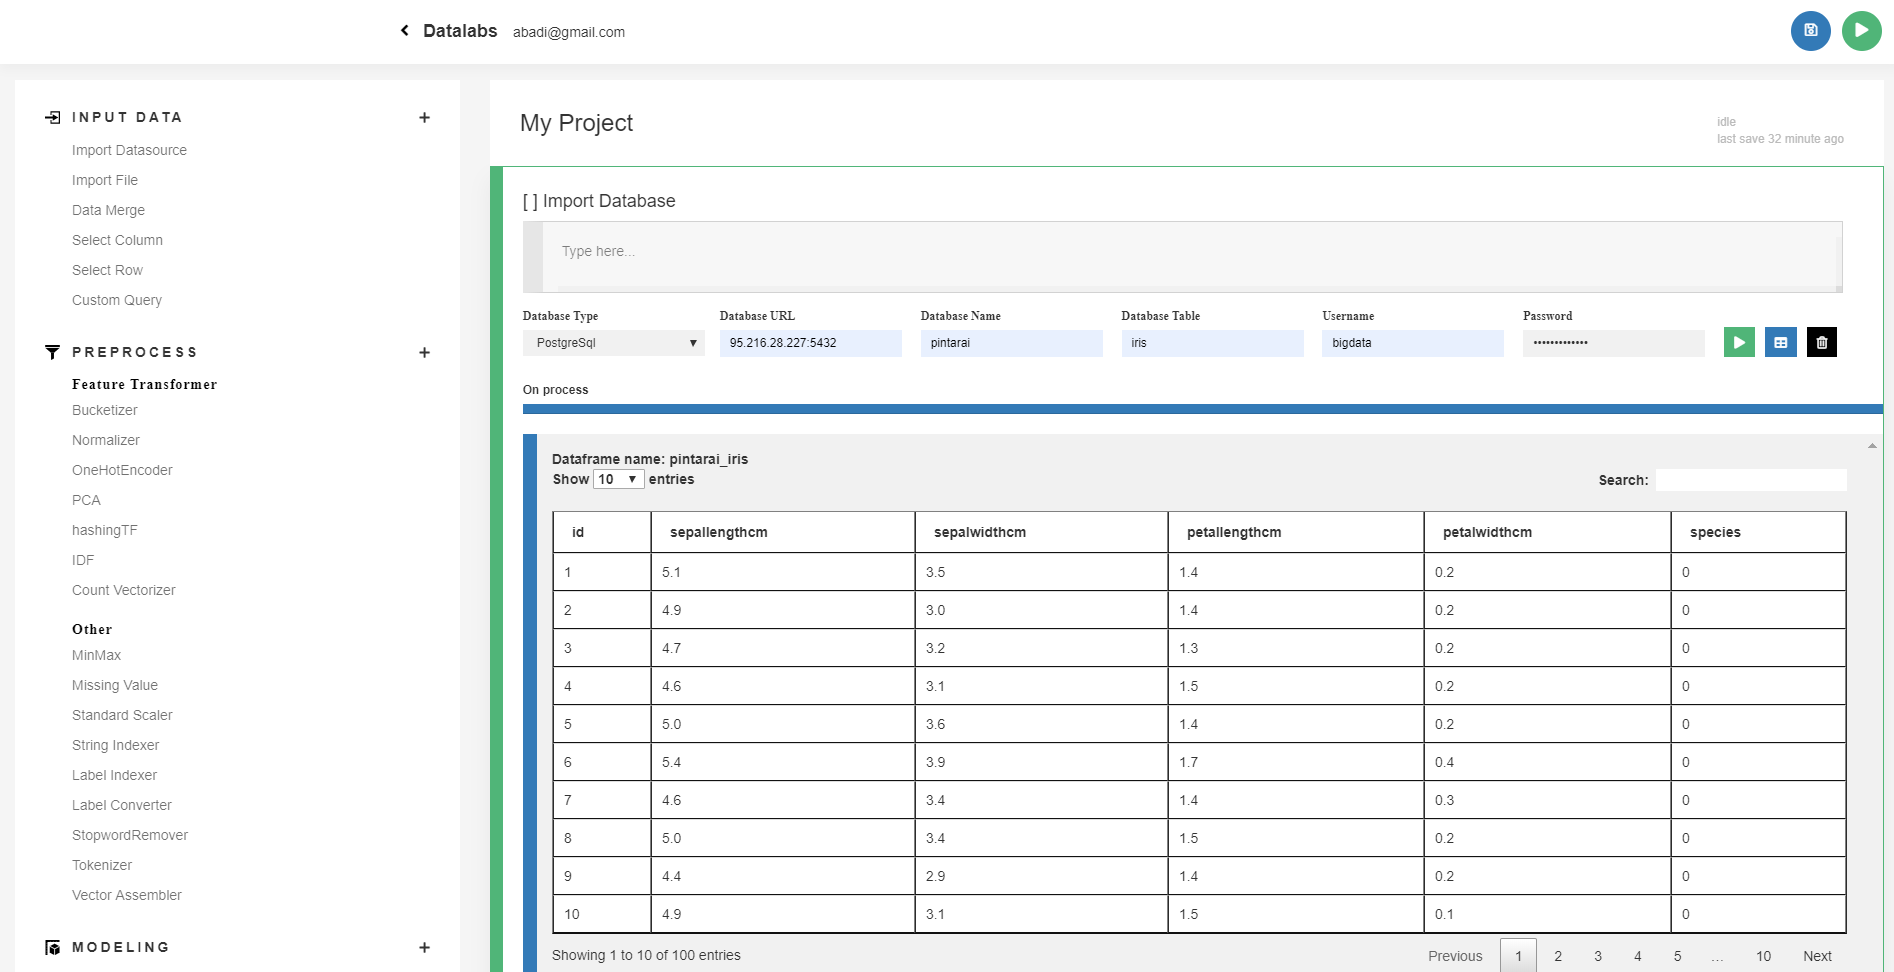 Datalabs abadi@gmail.com
INPUT DATA
Import Datasource
Import File
Data Merge
Select Column
Select Row
Custom Query
PREPROCESS
Feature Transformer
Bucketizer
Normalizer
OneHotEncoder
PCA
hashingTF
IDF
Count Vectorizer
Other
MinMax
Missing Value
Standard Scaler
String Indexer
Label Indexer
Label Converter
StopwordRemover
Tokenizer
Vector Assembler
MODELING
My Project
idle
last save 32 minute ago
[ ] Import Database
Type here...
Database Type Database URL Database Name Database Table Username Password
PostgreSql 95.216.28.227:5432 pintarai iris bigdata •••••••••••••
On process
Dataframe name: pintarai_iris
Show 10 entries Search:
id sepallengthcm sepalwidthcm petallengthcm petalwidthcm species
1 5.1 3.5 1.4 0.2 0
2 4.9 3.0 1.4 0.2 0
3 4.7 3.2 1.3 0.2 0
4 4.6 3.1 1.5 0.2 0
5 5.0 3.6 1.4 0.2 0
6 5.4 3.9 1.7 0.4 0
7 4.6 3.4 1.4 0.3 0
8 5.0 3.4 1.5 0.2 0
9 4.4 2.9 1.4 0.2 0
10 4.9 3.1 1.5 0.1 0
Showing 1 to 10 of 100 entries Previous 1 2 3 4 5 … 10 Next